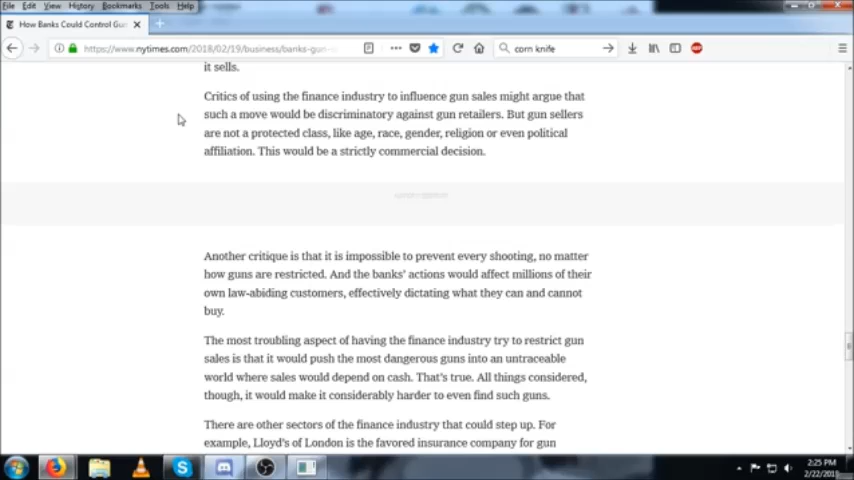 File Edit View History Bookmarks Tools Help
How Banks Could Control Gun
https://www.nytimes.com/2018/02/19/business/banks-gun-
corn knife
it sells.
Critics of using the finance industry to influence gun sales might argue that
such a move would be discriminatory against gun retailers. But gun sellers
are not a protected class, like age, race, gender, religion or even political
affiliation. This would be a strictly commercial decision.
ADVERTISEMENT
Another critique is that it is impossible to prevent every shooting, no matter
how guns are restricted. And the banks' actions would affect millions of their
own law-abiding customers, effectively dictating what they can and cannot
buy.
The most troubling aspect of having the finance industry try to restrict gun
sales is that it would push the most dangerous guns into an untraceable
world where sales would depend on cash. That's true. All things considered,
though, it would make it considerably harder to even find such guns.
There are other sectors of the finance industry that could step up. For
example, Lloyd's of London is the favored insurance company for gun
2:25 PM
2/22/2018